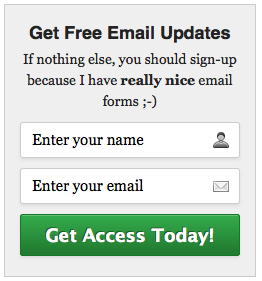 Get Free Email Updates
If nothing else, you should sign-up
because I have really nice email
forms ;-)
Enter your name
Enter your email
Get Access Today!